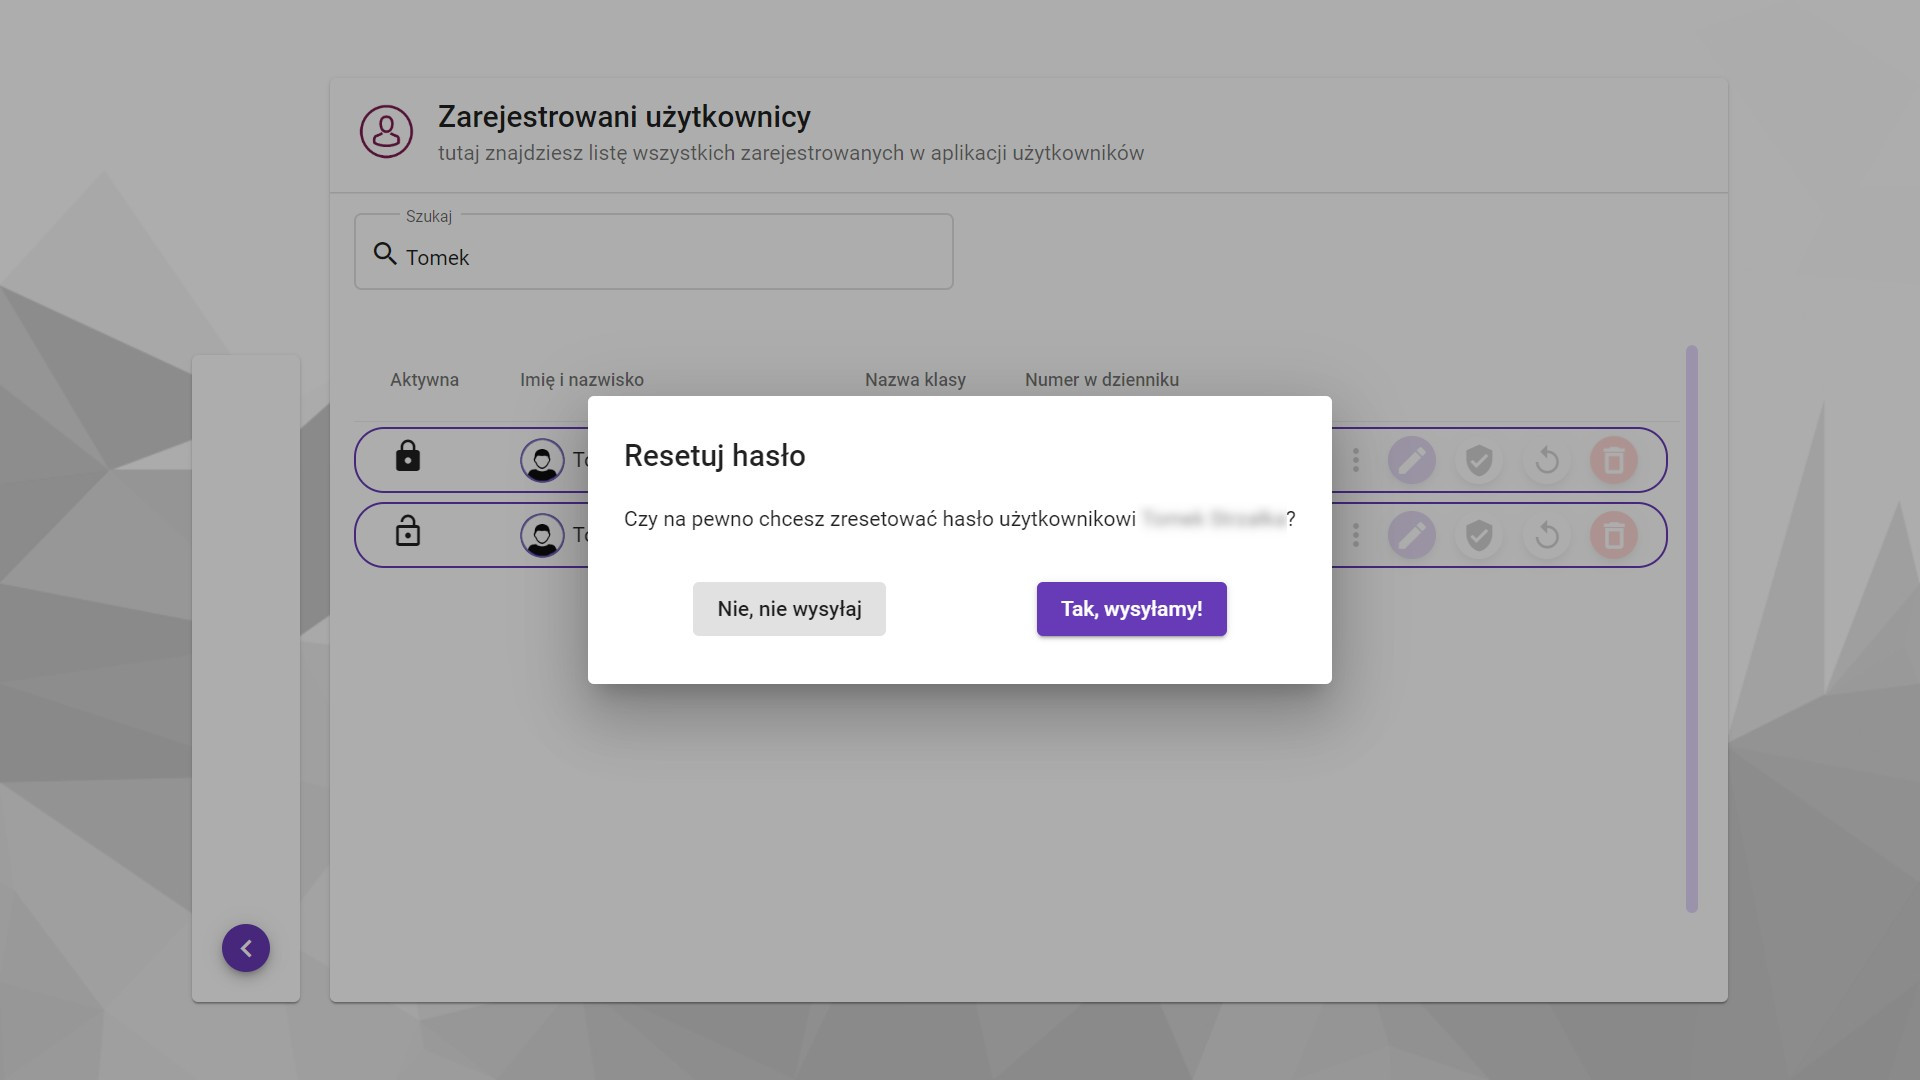 Zarejestrowani użytkownicy
tutaj znajdziesz listę wszystkich zarejestrowanych w aplikacji użytkowników
Szukaj
Tomek
Aktywna Imię i nazwisko Nazwa klasy Numer w dzienniku
To
To
Resetuj hasło
Czy na pewno chcesz zresetować hasło użytkownikowi ?
Nie, nie wysyłaj Tak, wysyłamy!